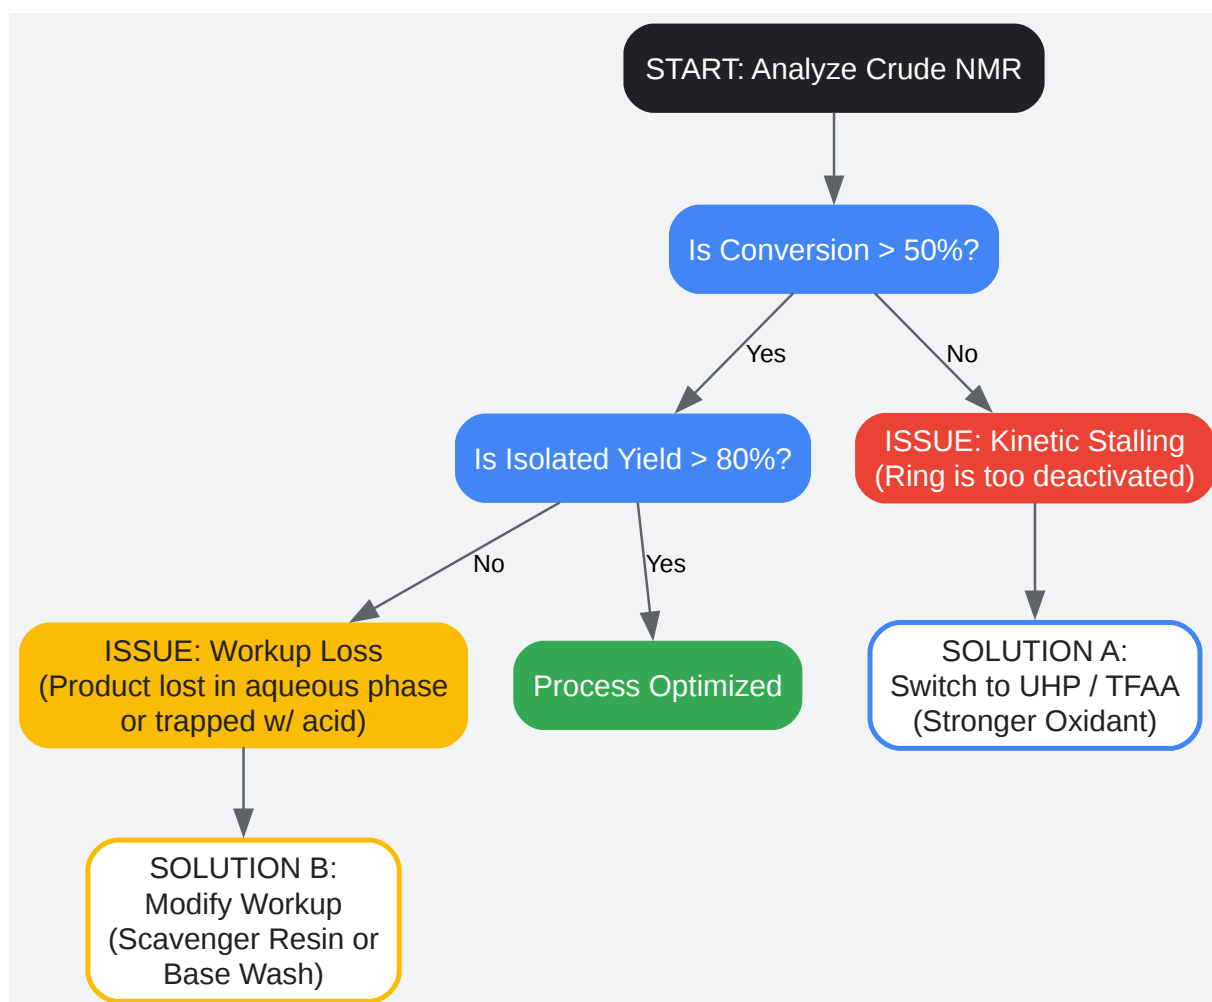 START: Analyze Crude NMR
Is Conversion > 50%?
Yes
No
Is Isolated Yield > 80%?
ISSUE: Kinetic Stalling
(Ring is too deactivated)
No
Yes
ISSUE: Workup Loss
(Product lost in aqueous phase
or trapped w/ acid)
Process Optimized
SOLUTION A:
Switch to UHP / TFAA
(Stronger Oxidant)
SOLUTION B:
Modify Workup
(Scavenger Resin or
Base Wash)